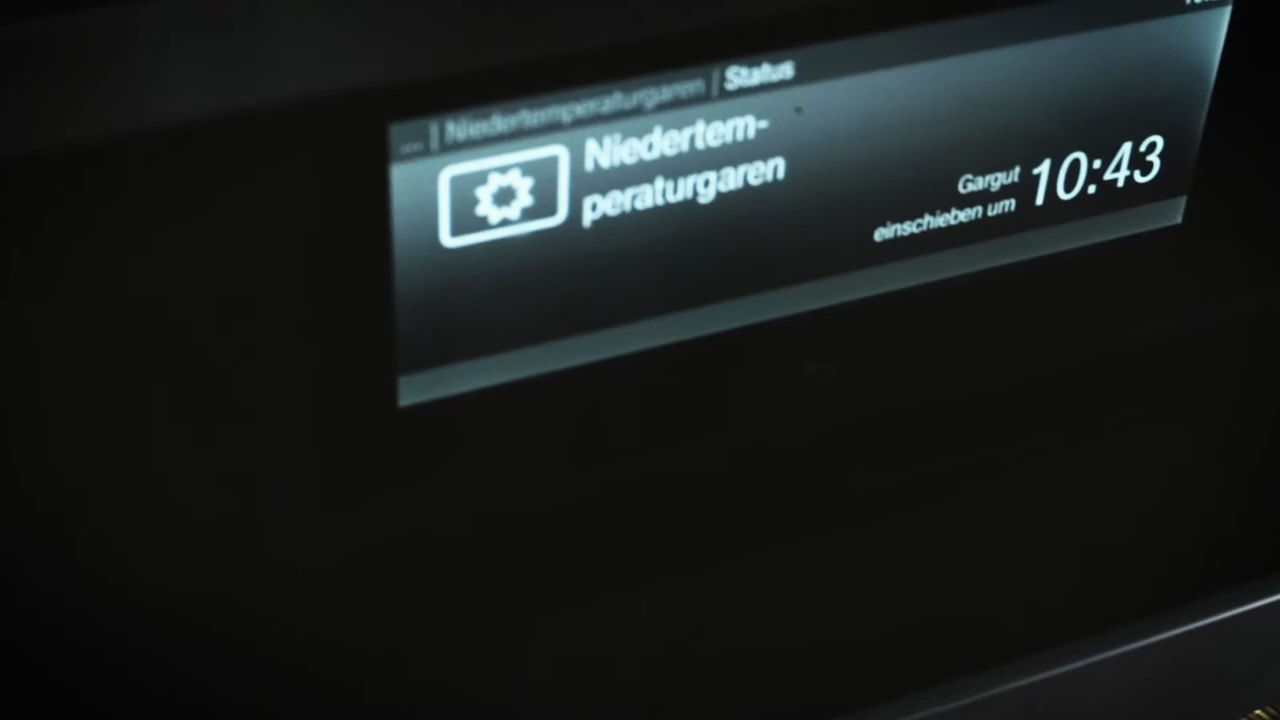 ... | Niedertemperaturgaren | Status
Niedertem-
peraturgaren
Gargut
einschieben um
10:43